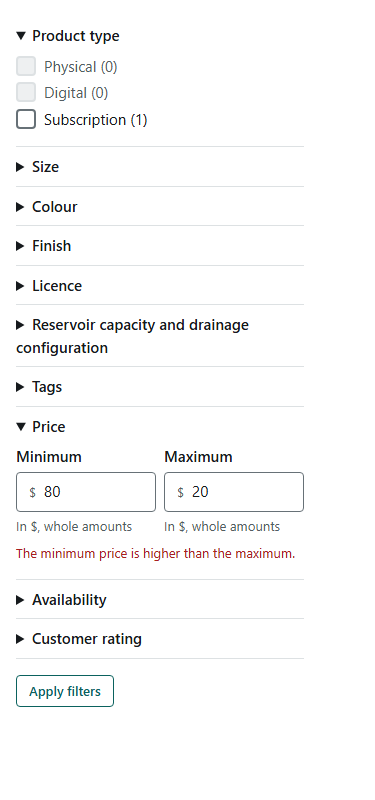 Product type
Physical (0)
Digital (0)
Subscription (1)
Size
Colour
Finish
Licence
Reservoir capacity and drainage
configuration
Tags
Price
Minimum Maximum
$ 80 $ 20
In $, whole amounts In $, whole amounts
The minimum price is higher than the maximum.
Availability
Customer rating
Apply filters